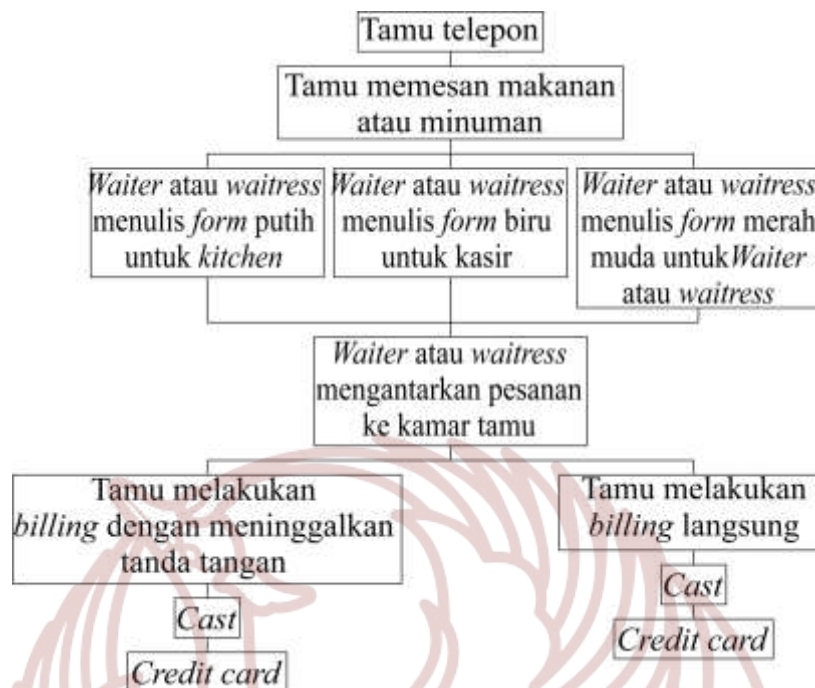 Tamu telepon
Tamu memesan makanan
atau minuman
Waiter atau waitress
menulis form putih
untuk kitchen
Waiter atau waitress
menulis form biru
untuk kasir
Waiter atau waitress
menulis form merah
muda untukWaiter
atau waitress
Waiter atau waitress
mengantarkan pesanan
ke kamar tamu
Tamu melakukan
billing dengan meninggalkan
tanda tangan
Cast
Credit card
Tamu melakukan
billing langsung
Cast
Credit card